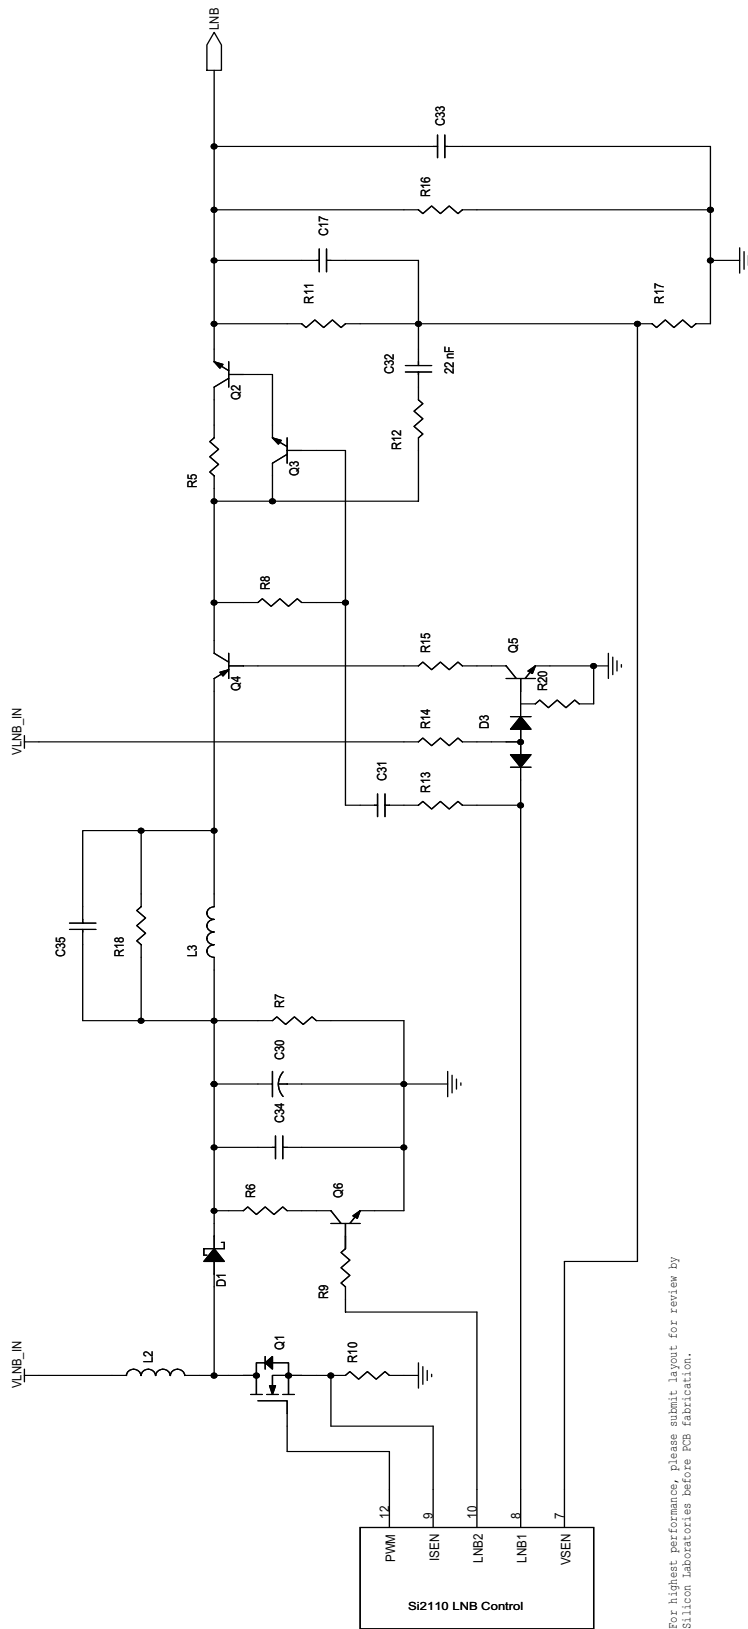 LNB
C33
R16
C17
R11
R17
C32
22 nF
R12
Q2
R5
Q3
R8
Q4
R15
Q5
R20
VLNB_IN
R14
D3
C31
R13
C35
R18
L3
R7
C30
C34
R6
Q6
R9
D1
VLNB_IN
L2
Q1
R10
12
9
10
8
7
PWM
ISEN
LNB2
LNB1
VSEN
Si2110 LNB Control
For highest performance, please submit layout for review by
Silicon Laboratories before PCB fabrication.